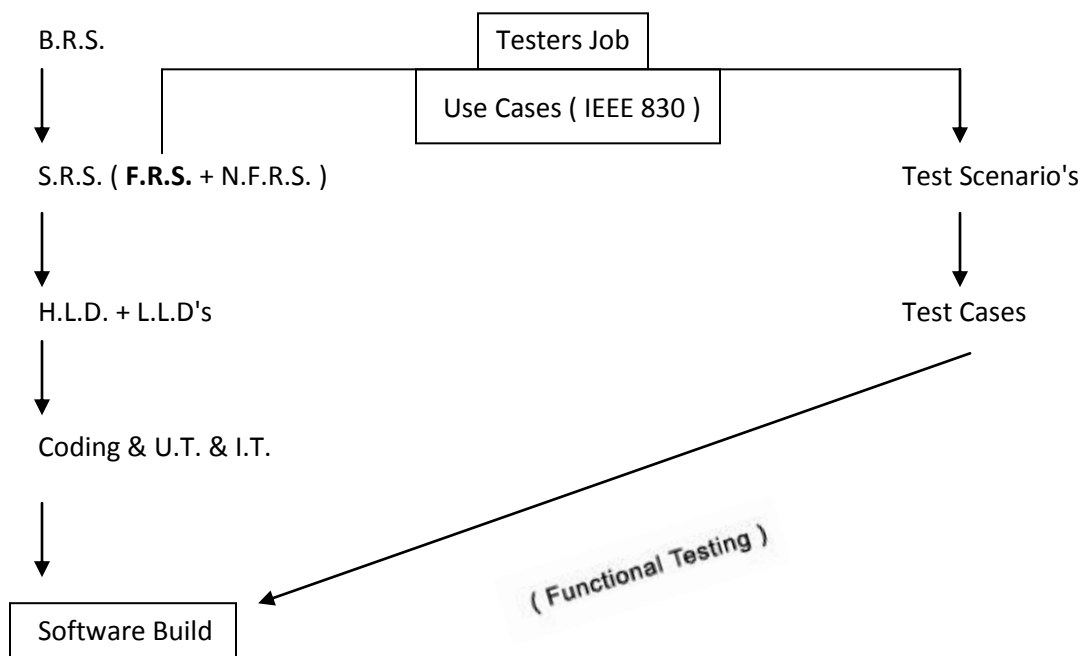 B.R.S.
Testers Job
Use Cases ( IEEE 830 )
S.R.S. ( F.R.S. + N.F.R.S. )
Test Scenario's
H.L.D. + L.L.D's
Test Cases
Coding & U.T. & I.T.
( Functional Testing )
Software Build